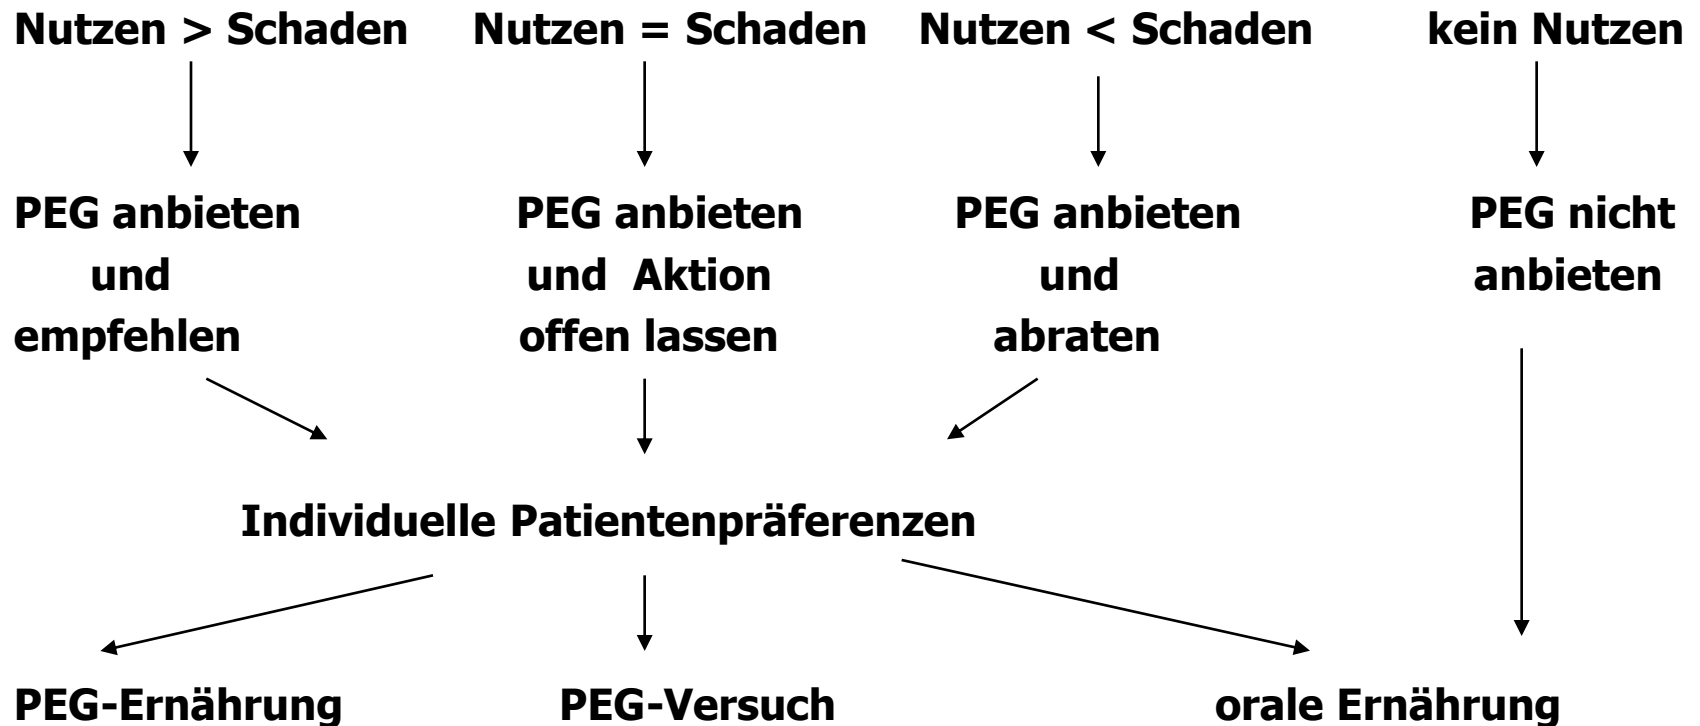 Nutzen > Schaden
Nutzen = Schaden
Nutzen < Schaden
kein Nutzen
PEG anbieten
und
empfehlen
PEG anbieten
und Aktion
offen lassen
PEG anbieten
und
abraten
PEG nicht
anbieten
Individuelle Patientenpräferenzen
PEG-Ernährung
PEG-Versuch
orale Ernährung